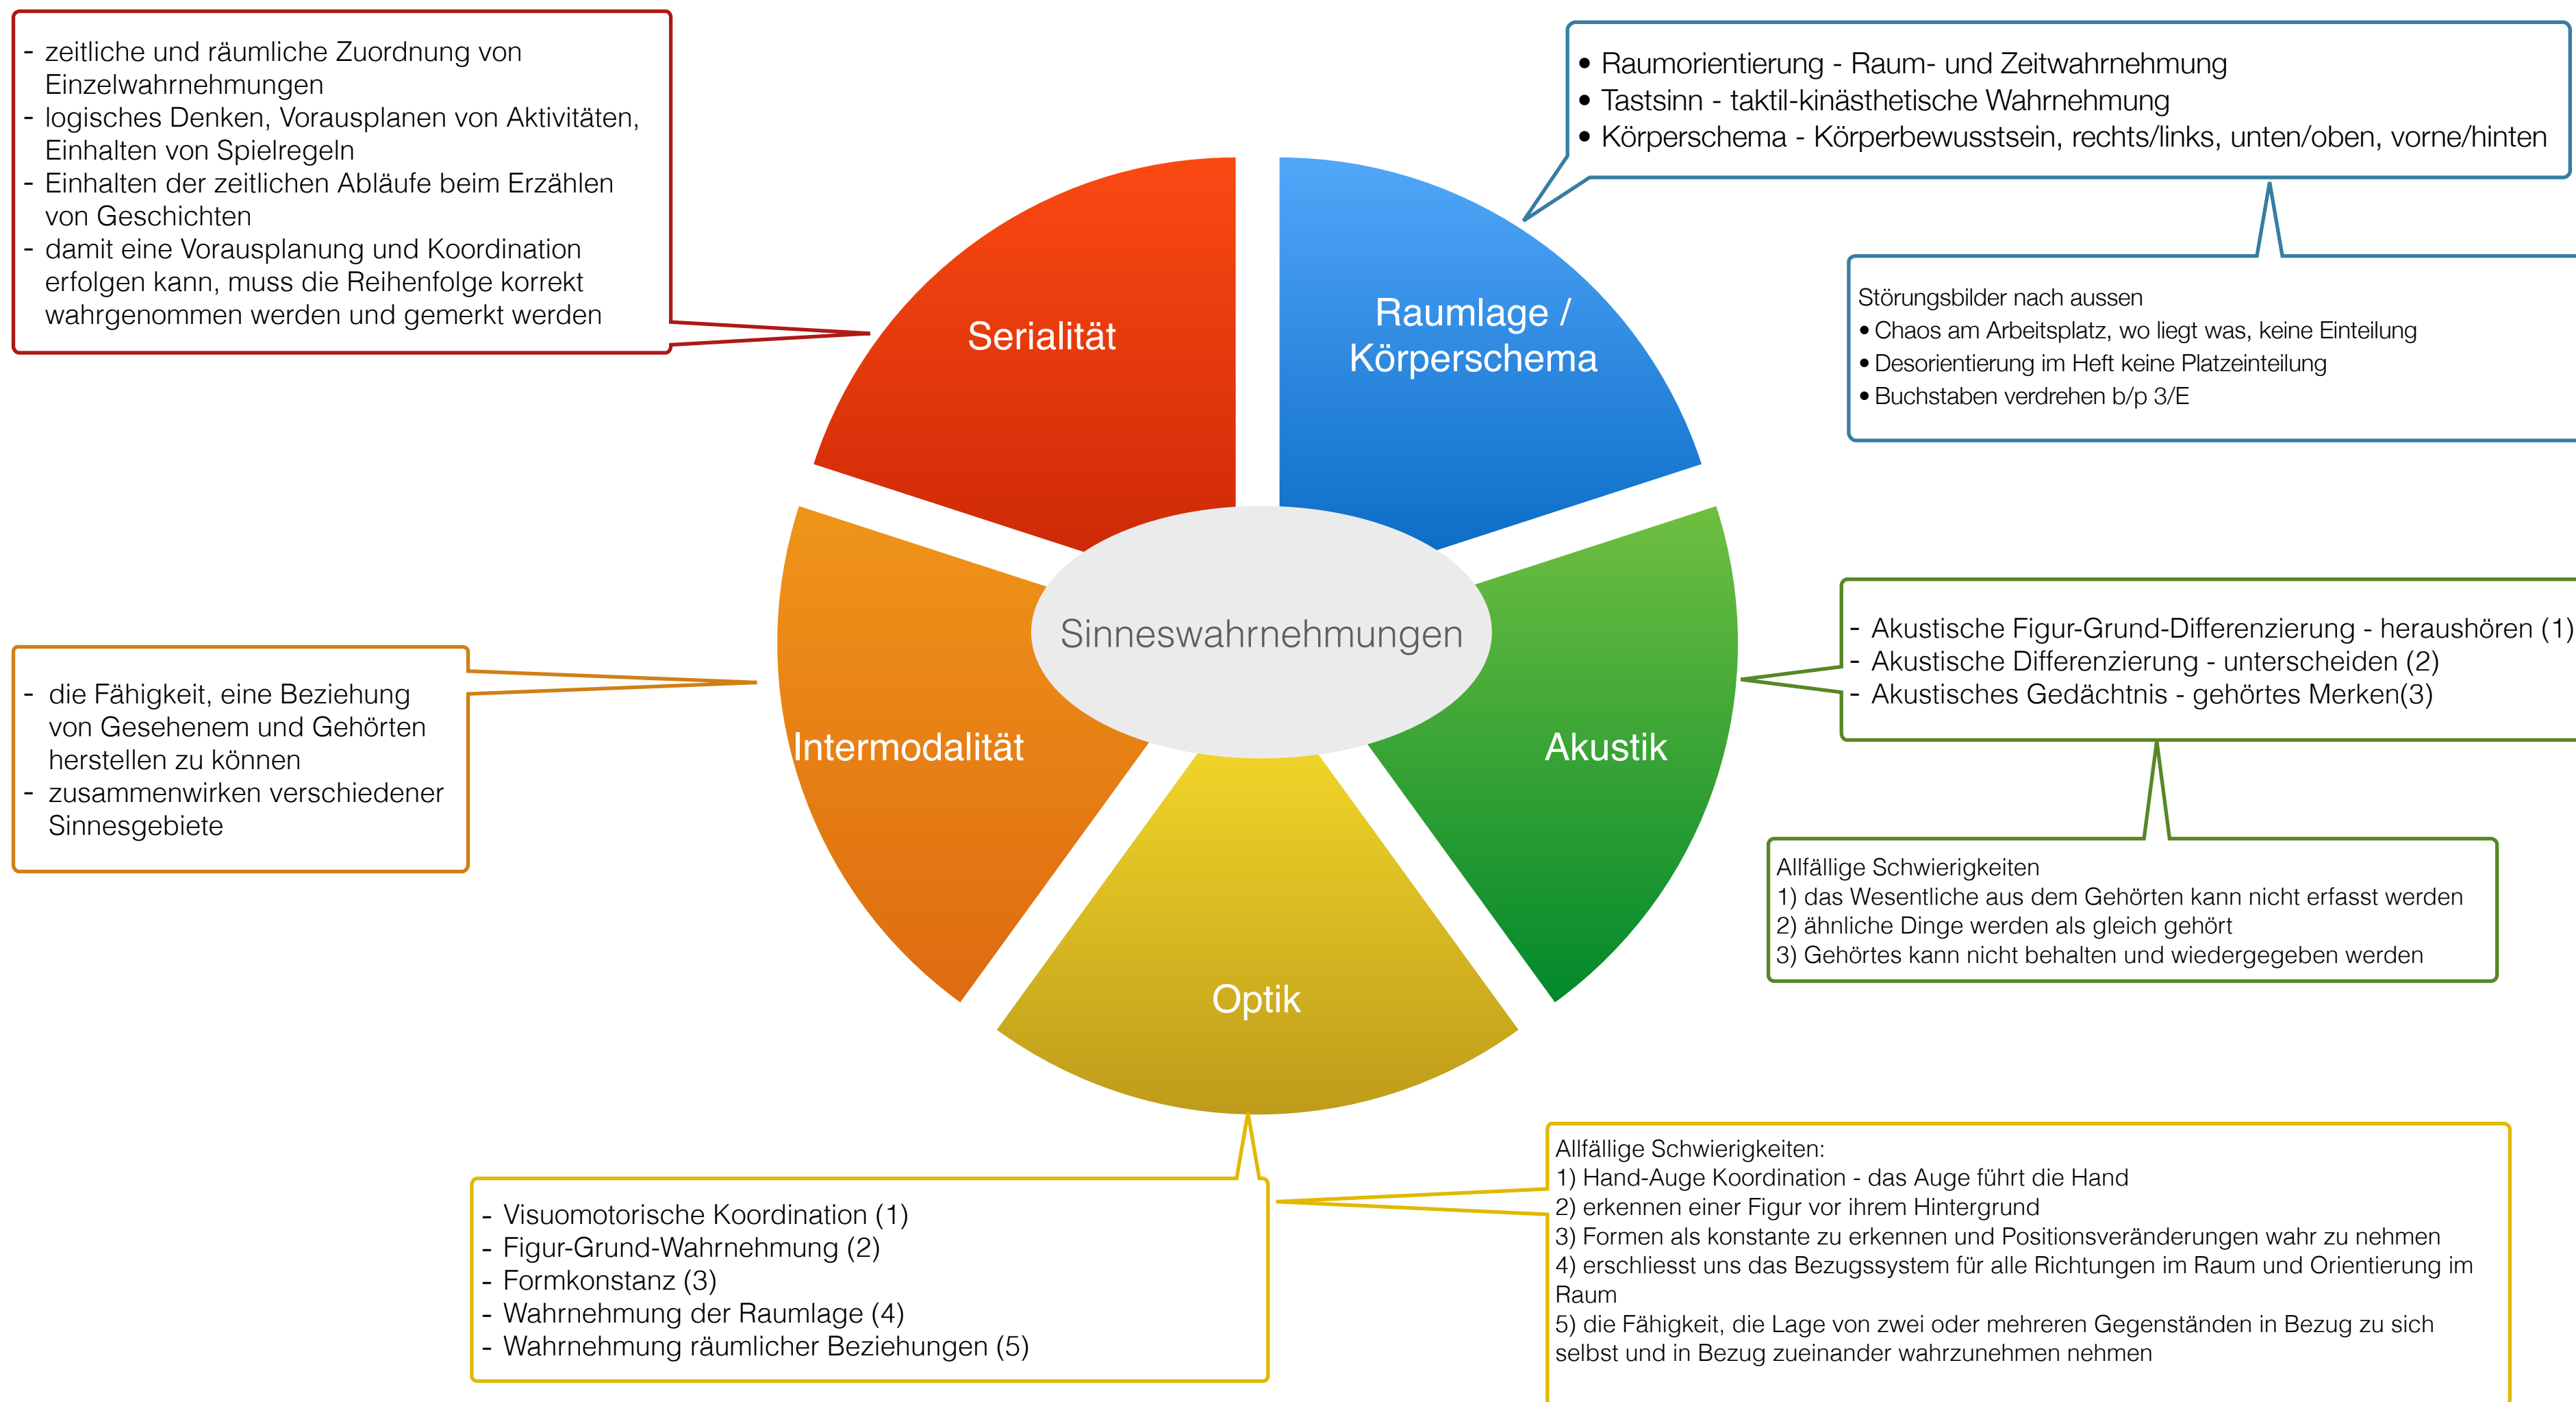 - zeitliche und räumliche Zuordnung von
Einzelwahrnehmungen
- logisches Denken, Vorausplanen von Aktivitäten,
Einhalten von Spielregeln
- Einhalten der zeitlichen Abläufe beim Erzählen
von Geschichten
- damit eine Vorausplanung und Koordination
erfolgen kann, muss die Reihenfolge korrekt
wahrgenommen werden und gemerkt werden
• Raumorientierung - Raum- und Zeitwahrnehmung
• Tastsinn - taktil-kinästhetische Wahrnehmung
• Körperschema - Körperbewusstsein, rechts/links, unten/oben, vorne/hinten
Störungsbilder nach aussen
• Chaos am Arbeitsplatz, wo liegt was, keine Einteilung
• Desorientierung im Heft keine Platzeinteilung
• Buchstaben verdrehen b/p 3/E
Serialität
Raumlage /
Körperschema
Sinneswahrnehmungen
Intermodalität
Akustik
Optik
- die Fähigkeit, eine Beziehung
von Gesehenem und Gehörten
herstellen zu können
- zusammenwirken verschiedener
Sinnesgebiete
- Akustische Figur-Grund-Differenzierung - heraushören (1)
- Akustische Differenzierung - unterscheiden (2)
- Akustisches Gedächtnis - gehörtes Merken(3)
Allfällige Schwierigkeiten
1) das Wesentliche aus dem Gehörten kann nicht erfasst werden
2) ähnliche Dinge werden als gleich gehört
3) Gehörtes kann nicht behalten und wiedergegeben werden
- Visuomotorische Koordination (1)
- Figur-Grund-Wahrnehmung (2)
- Formkonstanz (3)
- Wahrnehmung der Raumlage (4)
- Wahrnehmung räumlicher Beziehungen (5)
Allfällige Schwierigkeiten:
1) Hand-Auge Koordination - das Auge führt die Hand
2) erkennen einer Figur vor ihrem Hintergrund
3) Formen als konstante zu erkennen und Positionsveränderungen wahr zu nehmen
4) erschliesst uns das Bezugssystem für alle Richtungen im Raum und Orientierung im
Raum
5) die Fähigkeit, die Lage von zwei oder mehreren Gegenständen in Bezug zu sich
selbst und in Bezug zueinander wahrzunehmen nehmen